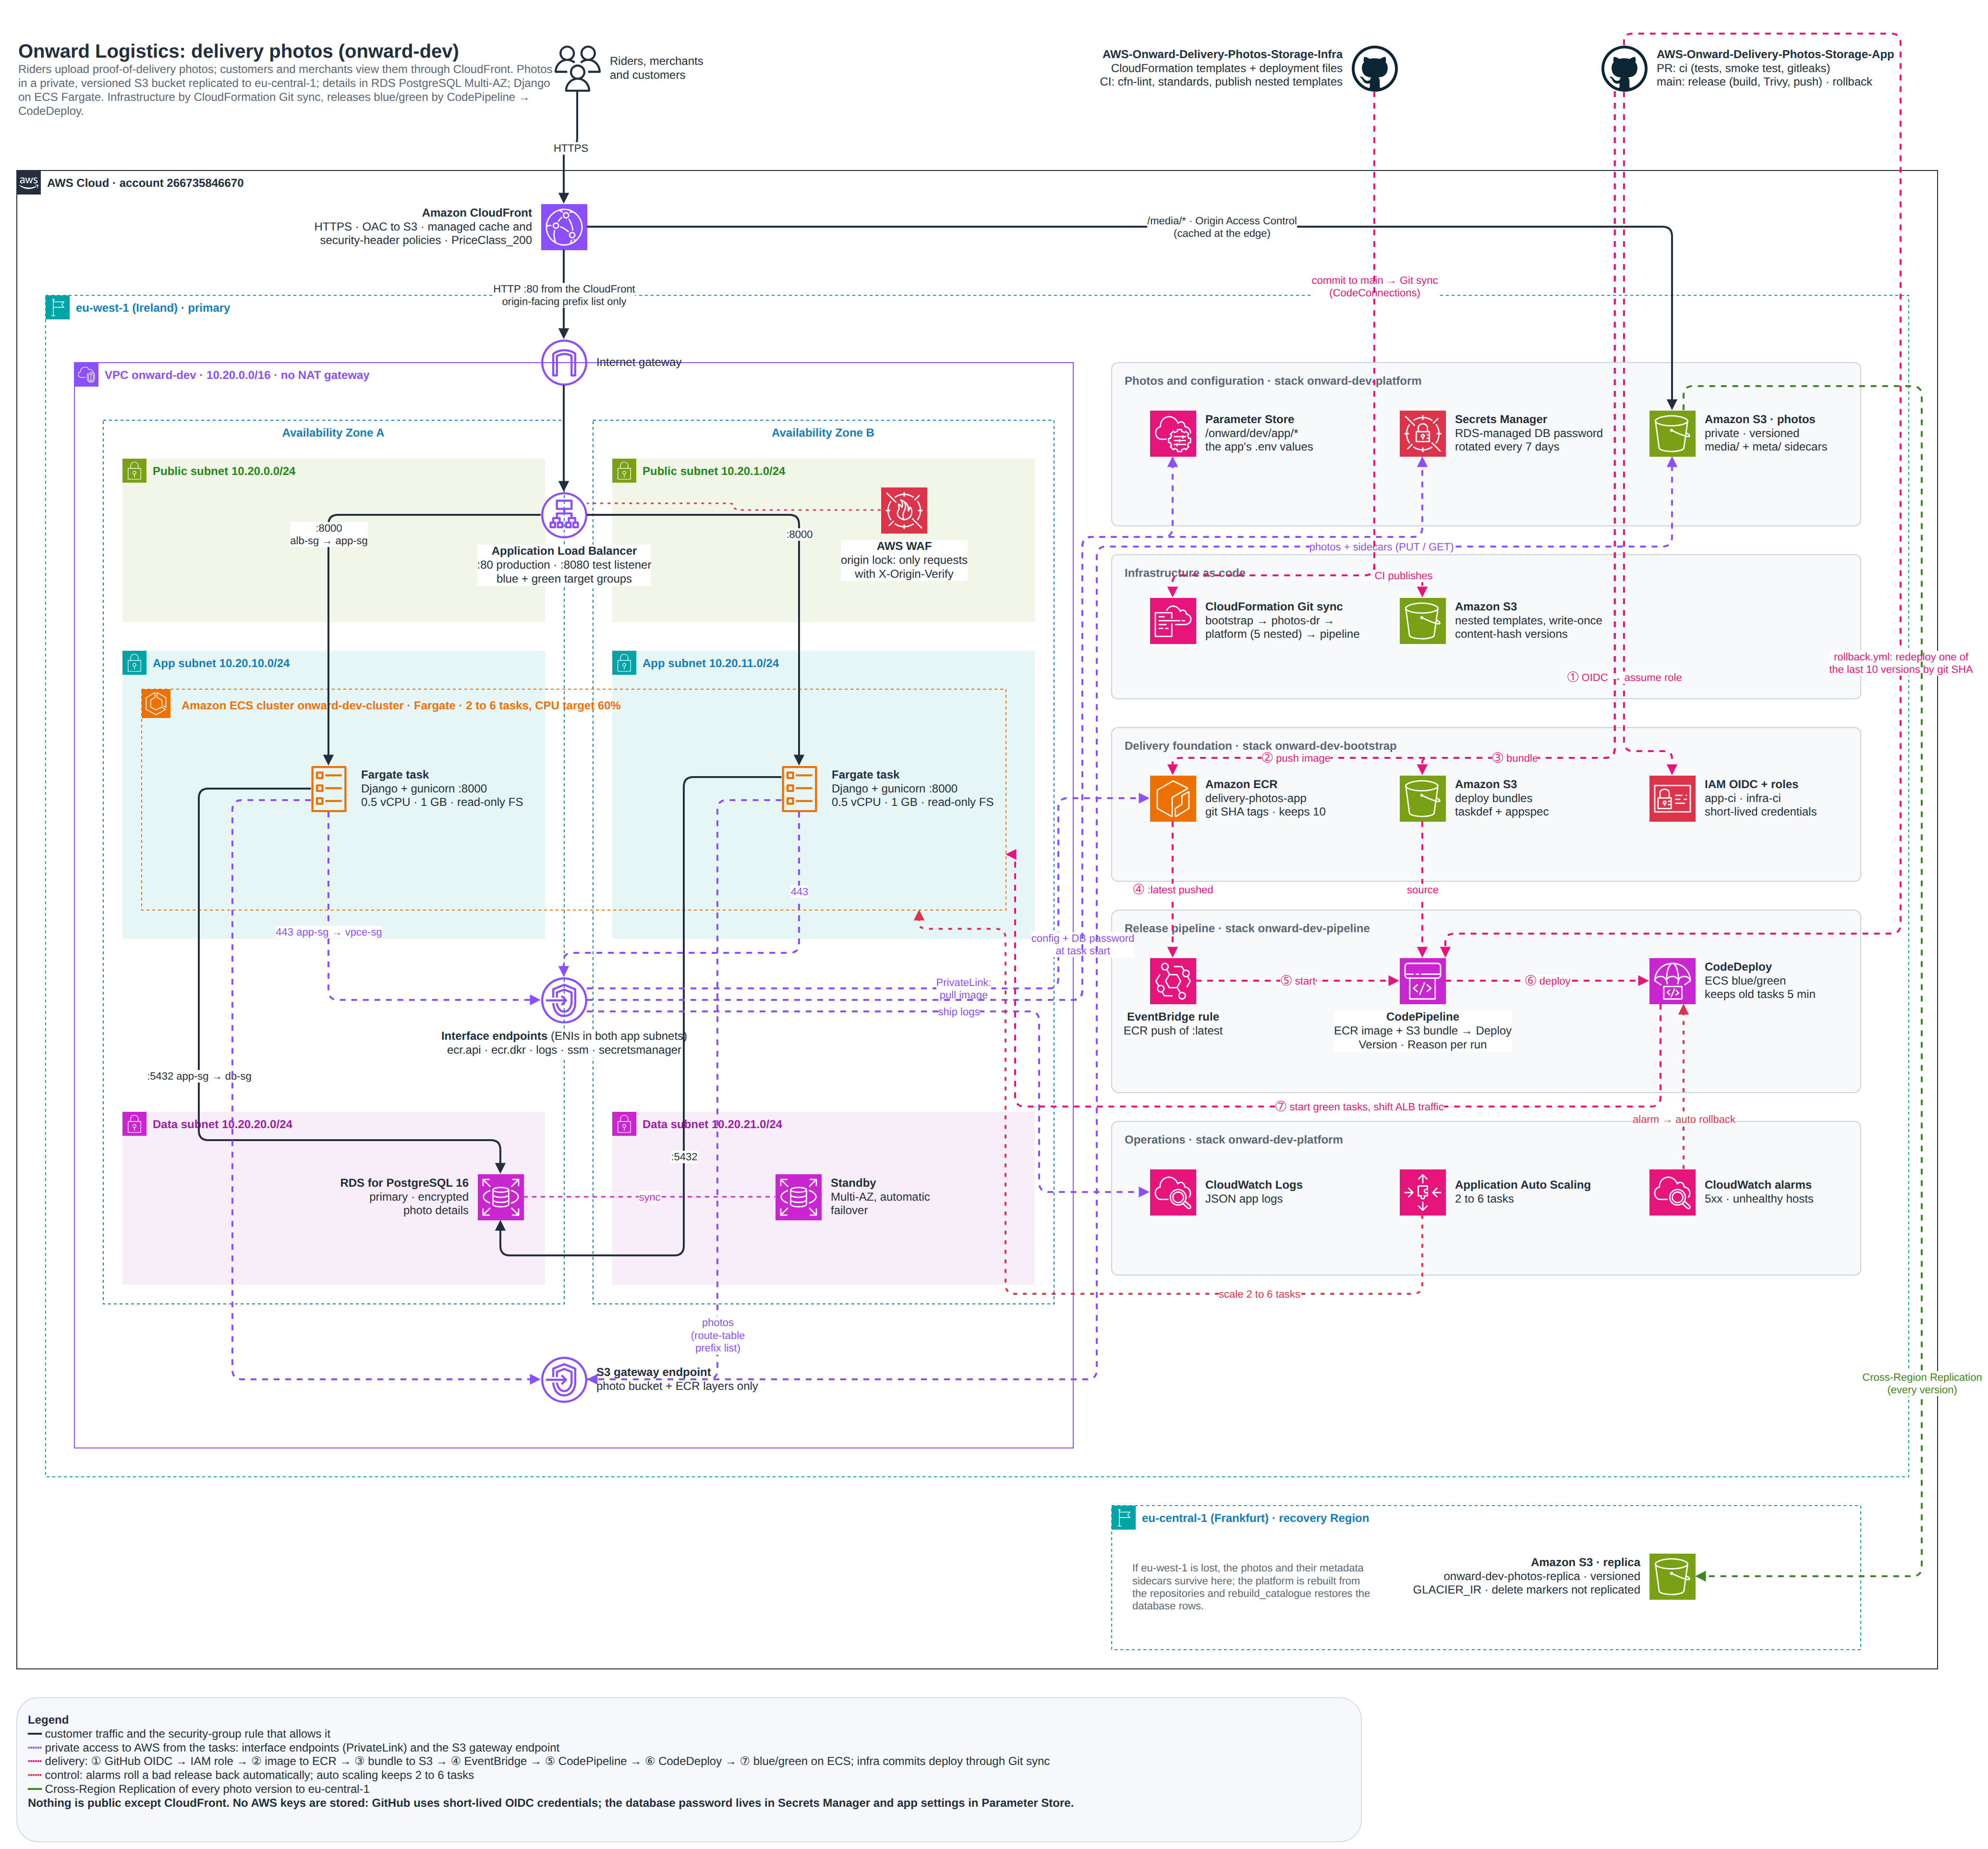 Onward Logistics: delivery photos (onward-dev)
Riders upload proof-of-delivery photos; customers and merchants view them through CloudFront. Photos
in a private, versioned S3 bucket replicated to eu-central-1; details in RDS PostgreSQL Multi-AZ; Django
on ECS Fargate. Infrastructure by CloudFormation Git sync, releases blue/green by CodePipeline →
CodeDeploy.
Riders, merchants
and customers
AWS-Onward-Delivery-Photos-Storage-Infra
CloudFormation templates + deployment files
CI: cfn-lint, standards, publish nested templates
AWS-Onward-Delivery-Photos-Storage-App
PR: ci (tests, smoke test, gitleaks)
main: release (build, Trivy, push) · rollback
HTTPS
aws
AWS Cloud · account 266735846670
Amazon CloudFront
HTTPS · OAC to S3 · managed cache and
security-header policies · PriceClass_200
/media/* · Origin Access Control
(cached at the edge)
HTTP :80 from the CloudFront
origin-facing prefix list only
commit to main → Git sync
(CodeConnections)
eu-west-1 (Ireland) · primary
Internet gateway
VPC onward-dev · 10.20.0.0/16 · no NAT gateway
Availability Zone A
Availability Zone B
Public subnet 10.20.0.0/24
Public subnet 10.20.1.0/24
:8000
alb-sg → app-sg
:8000
Application Load Balancer
:80 production · :8080 test listener
blue + green target groups
AWS WAF
origin lock: only requests
with X-Origin-Verify
App subnet 10.20.10.0/24
App subnet 10.20.11.0/24
Amazon ECS cluster onward-dev-cluster · Fargate · 2 to 6 tasks, CPU target 60%
Fargate task
Django + gunicorn :8000
0.5 vCPU · 1 GB · read-only FS
Fargate task
Django + gunicorn :8000
0.5 vCPU · 1 GB · read-only FS
443
443 app-sg → vpce-sg
Interface endpoints (ENIs in both app subnets)
ecr.api · ecr.dkr · logs · ssm · secretsmanager
PrivateLink:
pull image
ship logs
config + DB password
at task start
:5432 app-sg → db-sg
Data subnet 10.20.20.0/24
Data subnet 10.20.21.0/24
:5432
RDS for PostgreSQL 16
primary · encrypted
photo details
sync
Standby
Multi-AZ, automatic
failover
photos
(route-table
prefix list)
S3 gateway endpoint
photo bucket + ECR layers only
Photos and configuration · stack onward-dev-platform
Parameter Store
/onward/dev/app/*
the app's .env values
Secrets Manager
RDS-managed DB password
rotated every 7 days
Amazon S3 · photos
private · versioned
media/ + meta/ sidecars
photos + sidecars (PUT / GET)
Infrastructure as code
CI publishes
CloudFormation Git sync
bootstrap → photos-dr →
platform (5 nested) → pipeline
Amazon S3
nested templates, write-once
content-hash versions
① OIDC → assume role
rollback.yml: redeploy one of
the last 10 versions by git SHA
Delivery foundation · stack onward-dev-bootstrap
② push image
③ bundle
Amazon ECR
delivery-photos-app
git SHA tags · keeps 10
Amazon S3
deploy bundles
taskdef + appspec
IAM OIDC + roles
app-ci · infra-ci
short-lived credentials
④ :latest pushed
source
Release pipeline · stack onward-dev-pipeline
⑤ start
⑥ deploy
EventBridge rule
ECR push of :latest
CodePipeline
ECR image + S3 bundle → Deploy
Version · Reason per run
CodeDeploy
ECS blue/green
keeps old tasks 5 min
⑦ start green tasks, shift ALB traffic
alarm → auto rollback
Operations · stack onward-dev-platform
CloudWatch Logs
JSON app logs
Application Auto Scaling
2 to 6 tasks
CloudWatch alarms
5xx · unhealthy hosts
scale 2 to 6 tasks
Cross-Region Replication
(every version)
eu-central-1 (Frankfurt) · recovery Region
If eu-west-1 is lost, the photos and their metadata
sidecars survive here; the platform is rebuilt from
the repositories and rebuild_catalogue restores the
database rows.
Amazon S3 · replica
onward-dev-photos-replica · versioned
GLACIER_IR · delete markers not replicated
Legend
customer traffic and the security-group rule that allows it
private access to AWS from the tasks: interface endpoints (PrivateLink) and the S3 gateway endpoint
delivery: ① GitHub OIDC → IAM role → ② image to ECR → ③ bundle to S3 → ④ EventBridge → ⑤ CodePipeline → ⑥ CodeDeploy → ⑦ blue/green on ECS; infra commits deploy through Git sync
control: alarms roll a bad release back automatically; auto scaling keeps 2 to 6 tasks
Cross-Region Replication of every photo version to eu-central-1
Nothing is public except CloudFront. No AWS keys are stored: GitHub uses short-lived OIDC credentials; the database password lives in Secrets Manager and app settings in Parameter Store.